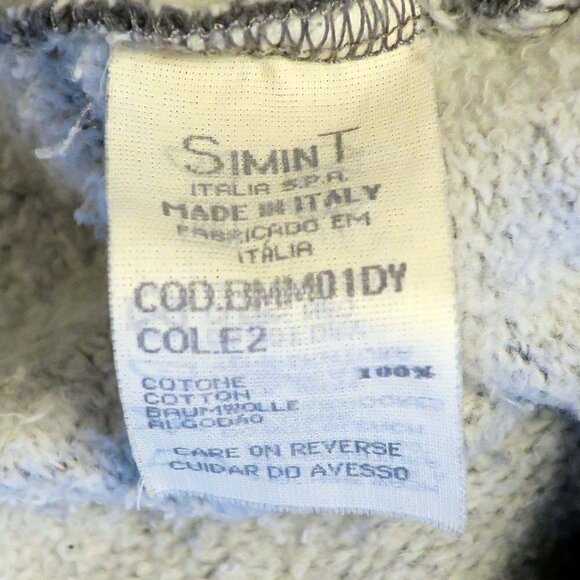 SIMINT
ITALIA S.P.A.
MADE IN ITALY
FABRICADO EM
ITÁLIA
COD.BMM01DY
COL.E2
100%
COTONE
COTTON
BAUMWOLLE
ALGODÃO
CARE ON REVERSE
CUIDAR DO AVESSO